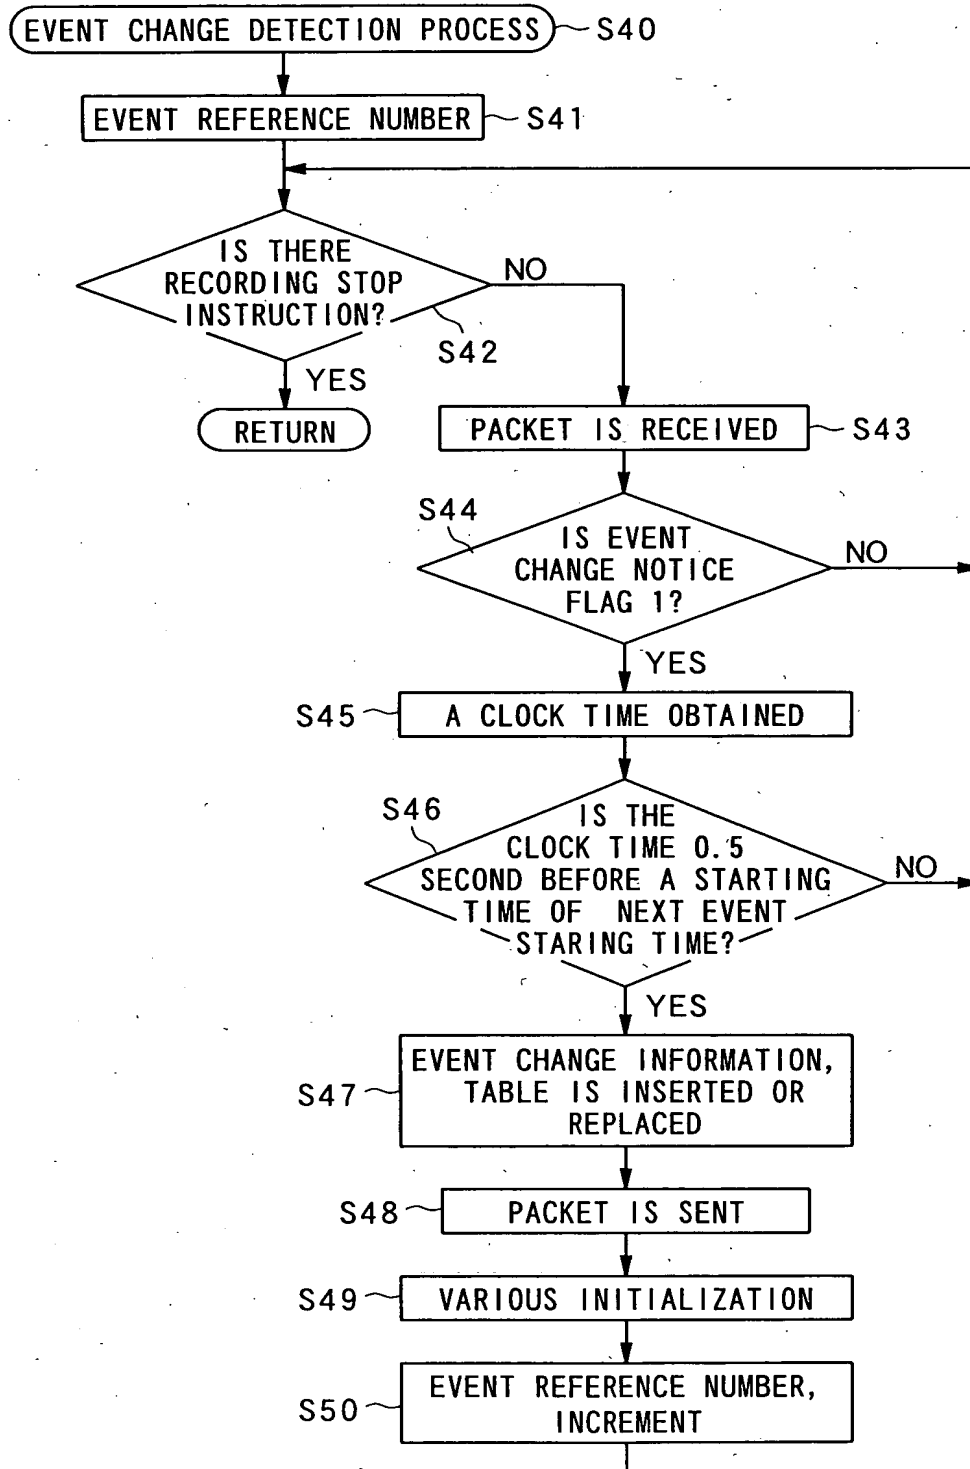 EVENT CHANGE DETECTION PROCESS S40
EVENT REFERENCE NUMBER S41
IS THERE
RECORDING STOP
INSTRUCTION?
NO
S42
YES
RETURN
PACKET IS RECEIVED S43
S44
IS EVENT
CHANGE NOTICE
FLAG 1?
NO
YES
S45 A CLOCK TIME OBTAINED
S46
IS THE
CLOCK TIME 0.5
SECOND BEFORE A STARTING
TIME OF NEXT EVENT
STARING TIME?
NO
YES
S47
EVENT CHANGE INFORMATION,
TABLE IS INSERTED OR
REPLACED
S48 PACKET IS SENT
S49 VARIOUS INITIALIZATION
S50
EVENT REFERENCE NUMBER,
INCREMENT